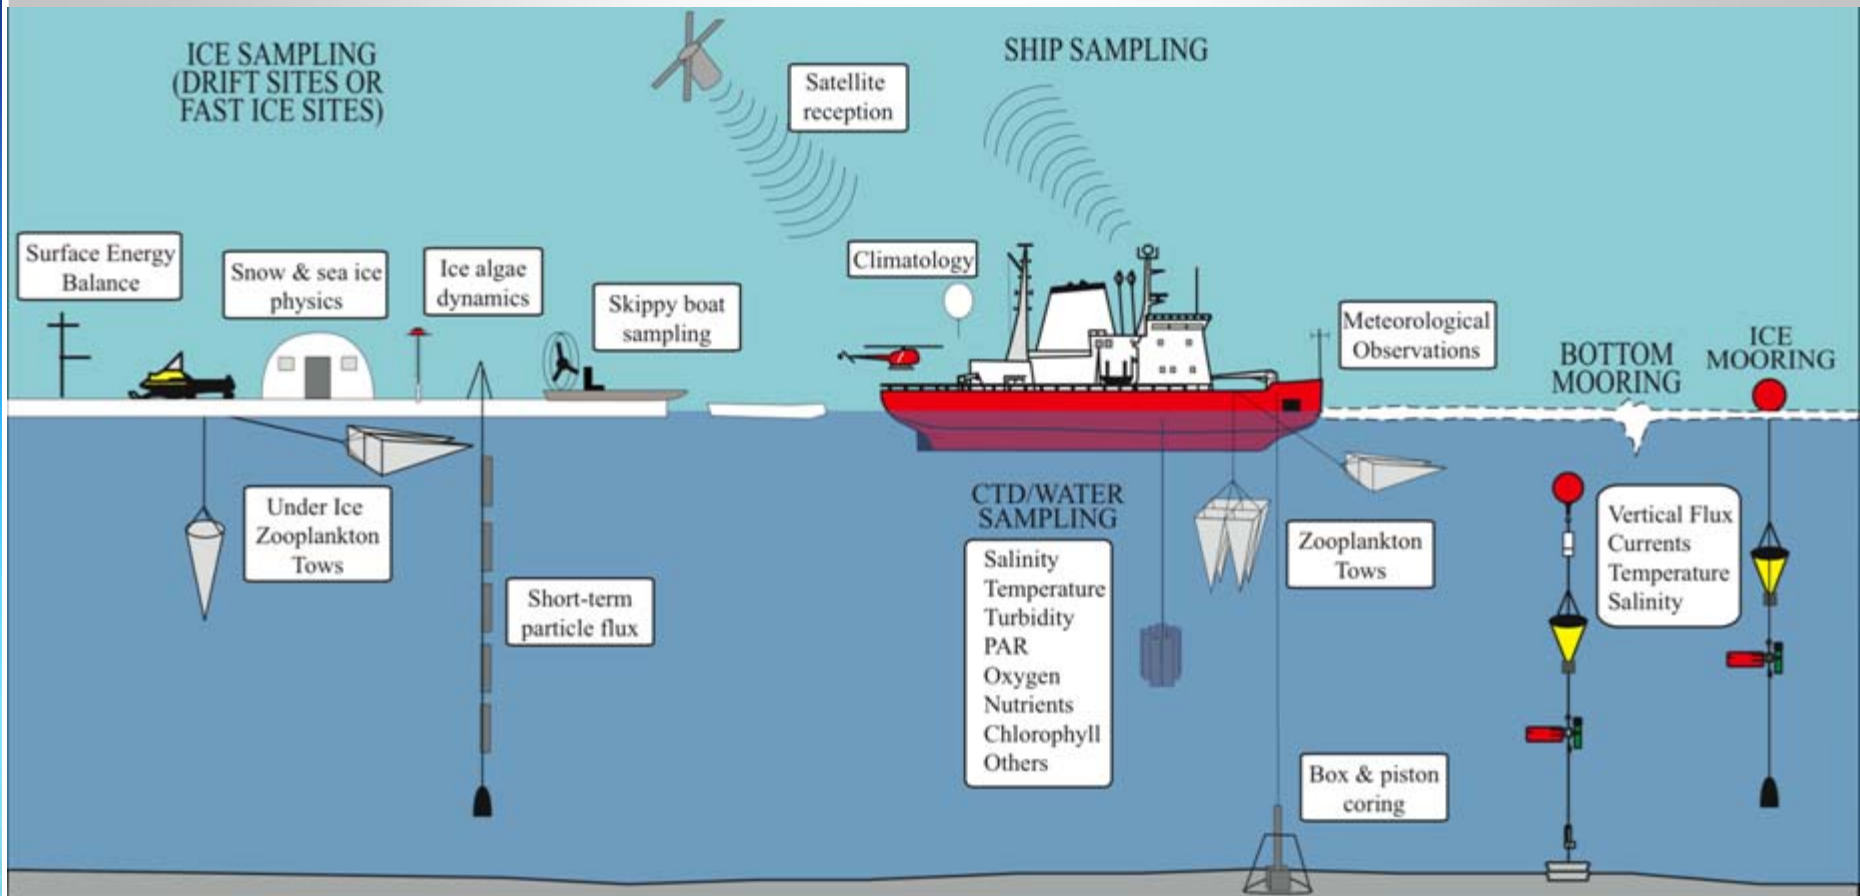 ICE SAMPLING
(DRIFT SITES OR
FAST ICE SITES)
Satellite
reception
SHIP SAMPLING
Surface Energy
Balance
Snow & sea ice
physics
Ice algae
dynamics
Skippy boat
sampling
Climatology
Meteorological
Observations
BOTTOM
MOORING
ICE
MOORING
Under Ice
Zooplankton
Tows
Short-term
particle flux
CTD/WATER
SAMPLING
Salinity
Temperature
Turbidity
PAR
Oxygen
Nutrients
Chlorophyll
Others
Zooplankton
Tows
Vertical Flux
Currents
Temperature
Salinity
Box & piston
coring